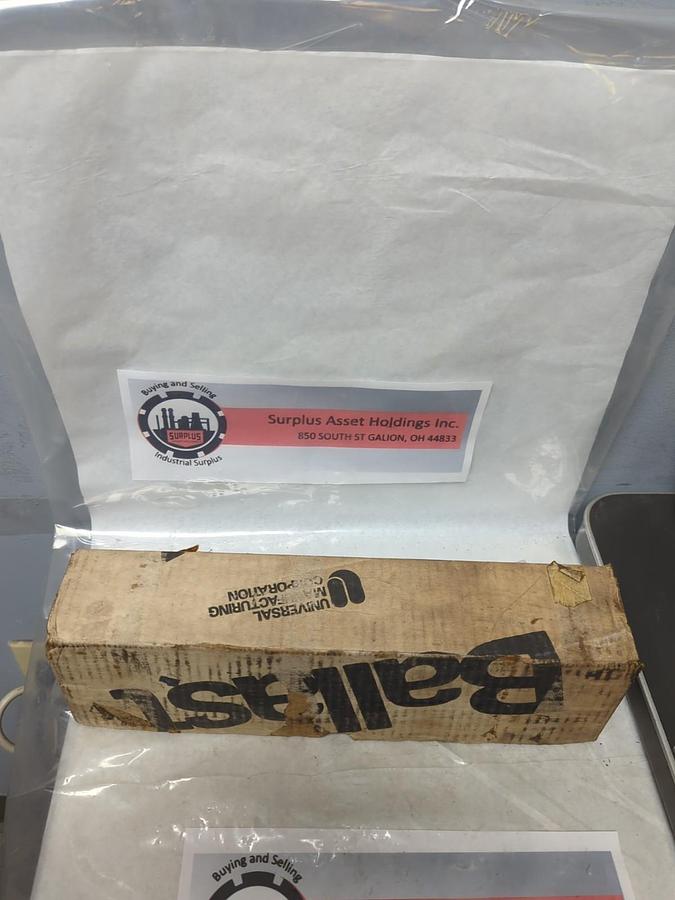 Buying and Selling
SURPLUS
Industrial Surplus
Surplus Asset Holdings Inc.
850 SOUTH ST GALION, OH 44833
UNIVERSAL
MANUFACTURING
CORPORATION
Ballast
Buying and Selling